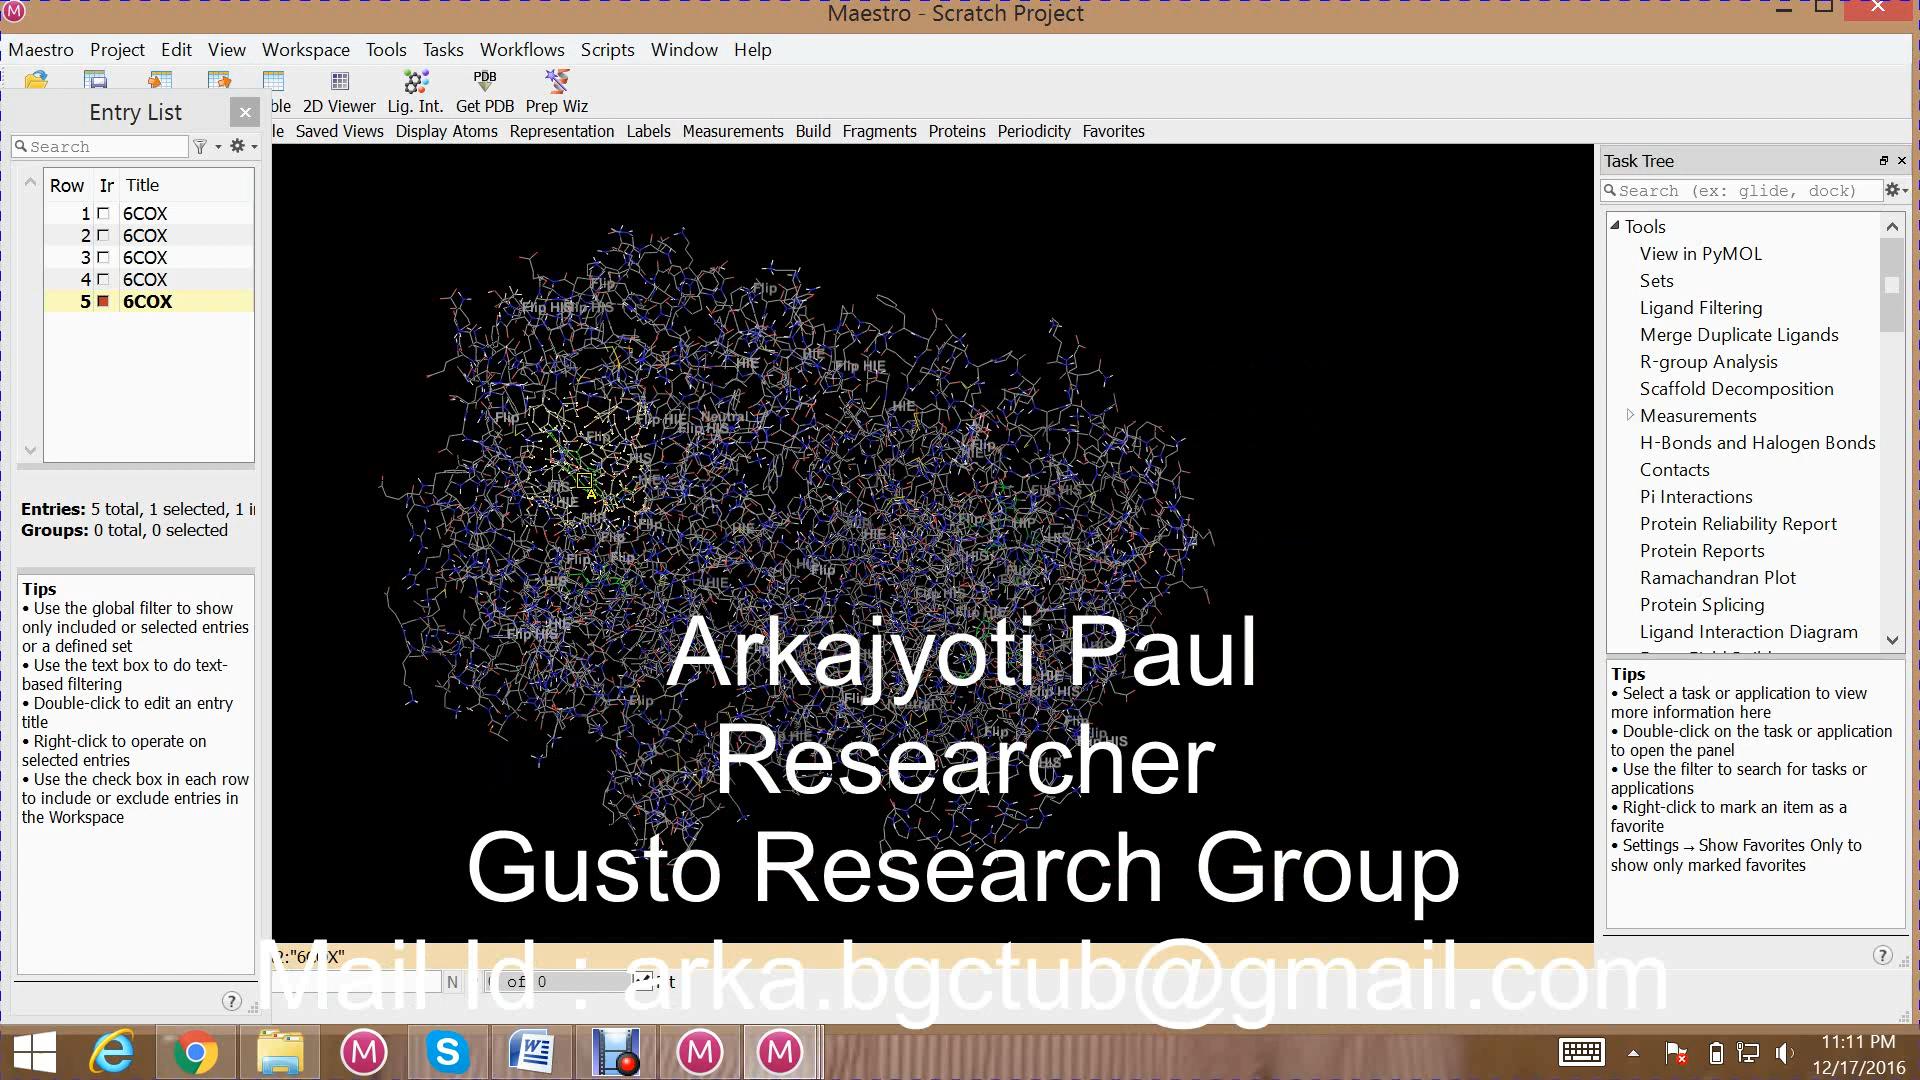 Maestro - Scratch Project
Maestro Project Edit View Workspace Tools Tasks Workflows Scripts Window Help
2D Viewer Lig. Int. Get PDB Prep Wiz
PDB
Saved Views Display Atoms Representation Labels Measurements Build Fragments Proteins Periodicity Favorites
Entry List
Search
Row Ir Title
1 6COX
2 6COX
3 6COX
4 6COX
5 6COX
Entries: 5 total, 1 selected, 1 i
Groups: 0 total, 0 selected
Tips
• Use the global filter to show
only included or selected entries
or a defined set
• Use the text box to do text-
based filtering
• Double-click to edit an entry
title
• Right-click to operate on
selected entries
• Use the check box in each row
to include or exclude entries in
the Workspace
Arkajyoti Paul
Researcher
Gusto Research Group
Mail Id : arka.bgctub@gmail.com
N of 0
Task Tree
Search (ex: glide, dock)
Tools
View in PyMOL
Sets
Ligand Filtering
Merge Duplicate Ligands
R-group Analysis
Scaffold Decomposition
Measurements
H-Bonds and Halogen Bonds
Contacts
Pi Interactions
Protein Reliability Report
Protein Reports
Ramachandran Plot
Protein Splicing
Ligand Interaction Diagram
Tips
• Select a task or application to view
more information here
• Double-click on the task or application
to open the panel
• Use the filter to search for tasks or
applications
• Right-click to mark an item as a
favorite
• Settings → Show Favorites Only to
show only marked favorites
11:11 PM
12/17/2016